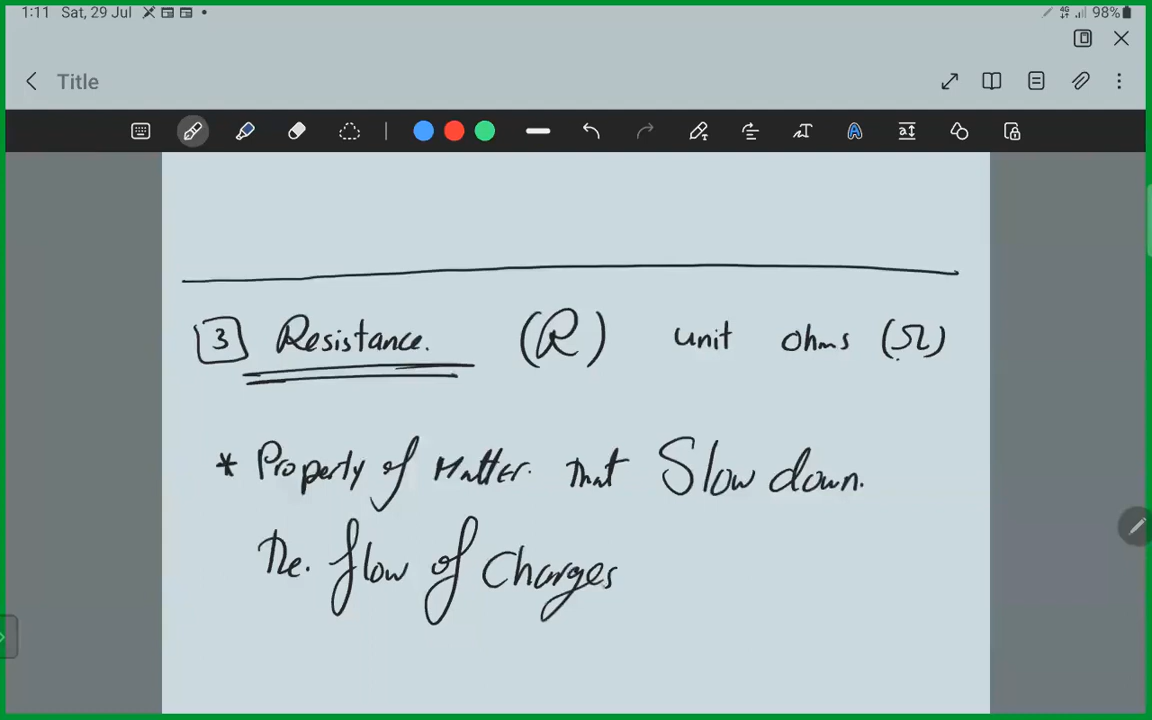 1:11 Sat, 29 Jul
4G 98%
Title
3 Resistance. (R) unit ohms (Ω)
* Property of Matter. that Slow down.
The. flow of Charges